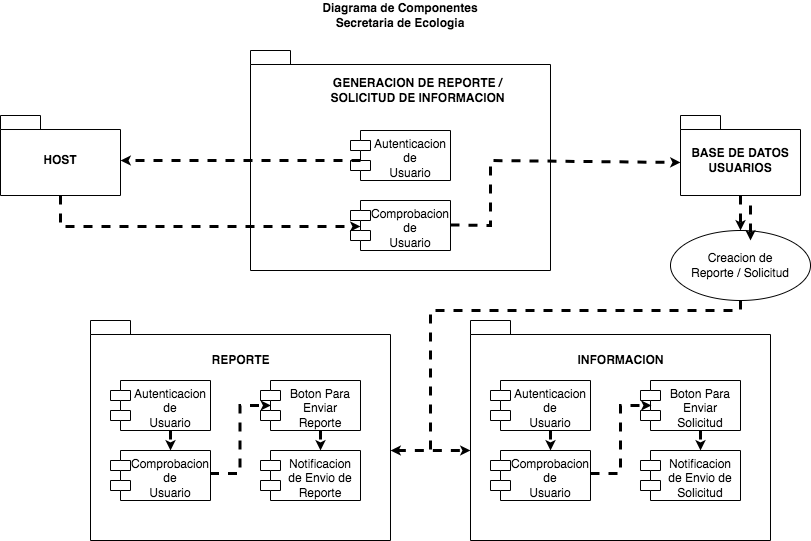 Diagrama de Componentes
Secretaria de Ecologia
GENERACION DE REPORTE /
SOLICITUD DE INFORMACION
HOST
Autenticacion
de
Usuario
BASE DE DATOS
USUARIOS
Comprobacion
de
Usuario
Creacion de
Reporte / Solicitud
REPORTE
Autenticacion
de
Usuario
Boton Para
Enviar
Reporte
Comprobacion
de
Usuario
Notificacion
de Envio de
Reporte
INFORMACION
Autenticacion
de
Usuario
Boton Para
Enviar
Solicitud
Comprobacion
de
Usuario
Notificacion
de Envio de
Solicitud